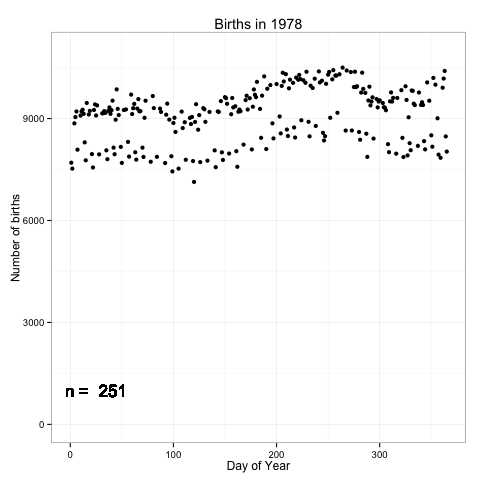 Births in 1978
Number of births
9000
6000
3000
0
n = 251
0 100 200 300
Day of Year